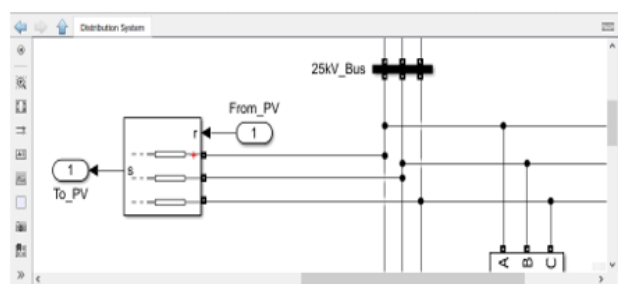 Distribution System
25kV_Bus
From_PV
r
1
1
s
To_PV
A
B
C